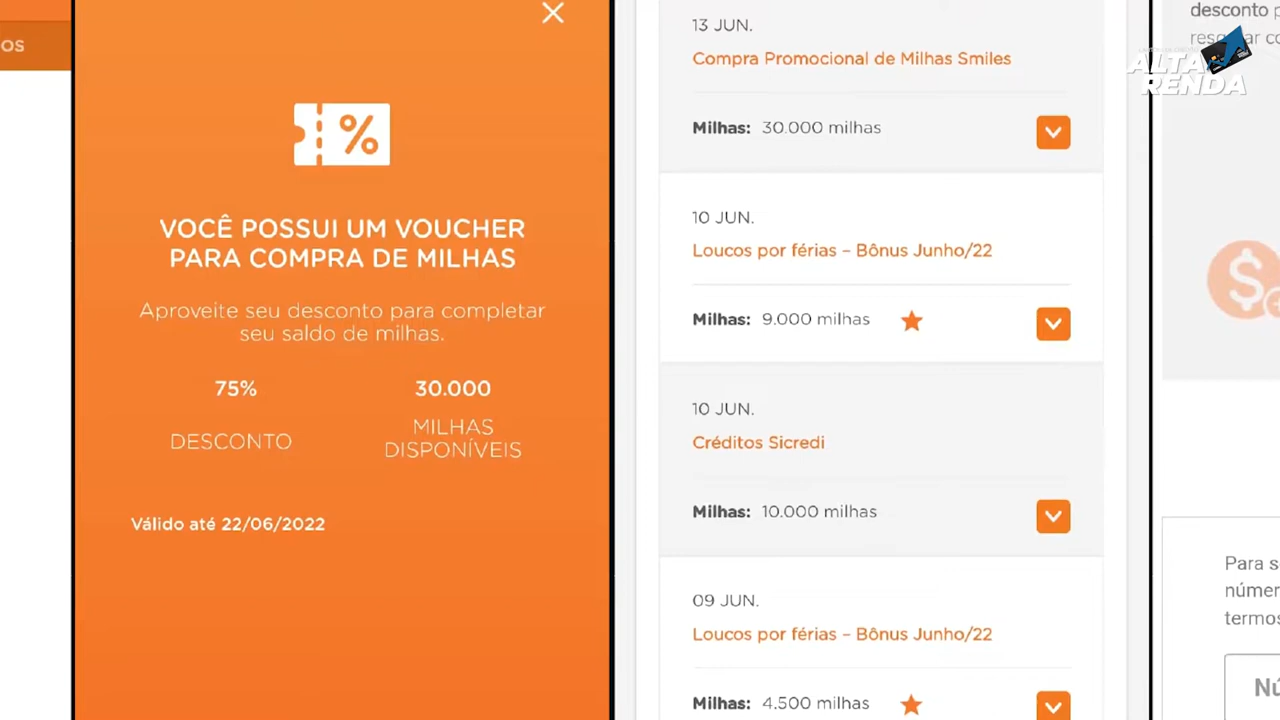 OS
VOCÊ POSSUI UM VOUCHER
PARA COMPRA DE MILHAS
Aproveite seu desconto para completar
seu saldo de milhas.
75%
DESCONTO
30.000
MILHAS
DISPONÍVEIS
Válido até 22/06/2022
13 JUN.
Compra Promocional de Milhas Smiles
Milhas: 30.000 milhas
10 JUN.
Loucos por férias – Bônus Junho/22
Milhas: 9.000 milhas
10 JUN.
Créditos Sicredi
Milhas: 10.000 milhas
09 JUN.
Loucos por férias – Bônus Junho/22
Milhas: 4.500 milhas
desconto
ALTA
RENDA
Para s
númer
termos
Nú